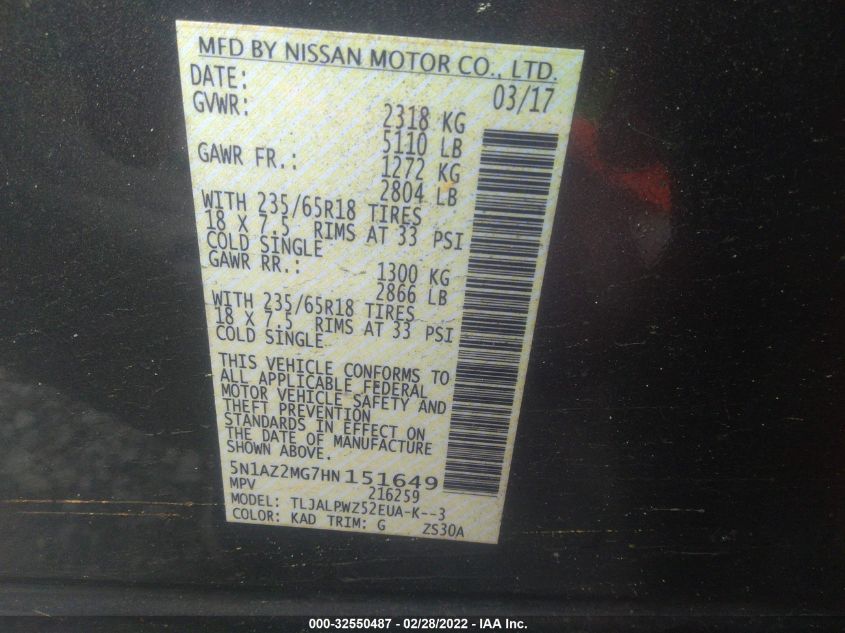 MFD BY NISSAN MOTOR CO., LTD.
DATE: 03/17
GVWR: 2318 KG
5110 LB
GAWR FR.: 1272 KG
2804 LB
WITH 235/65R18 TIRES
18 X 7.5 RIMS AT 33 PSI
COLD SINGLE
GAWR RR.: 1300 KG
2866 LB
WITH 235/65R18 TIRES
18 X 7.5 RIMS AT 33 PSI
COLD SINGLE
THIS VEHICLE CONFORMS TO
ALL APPLICABLE FEDERAL
MOTOR VEHICLE SAFETY AND
THEFT PREVENTION
STANDARDS IN EFFECT ON
THE DATE OF MANUFACTURE
SHOWN ABOVE.
5N1AZ2MG7HN151649
MPV 216259
MODEL: TLJALPWZ52EUA-K--3
COLOR: KAD TRIM: G ZS30A
000-32550487 - 02/28/2022 - IAA Inc.